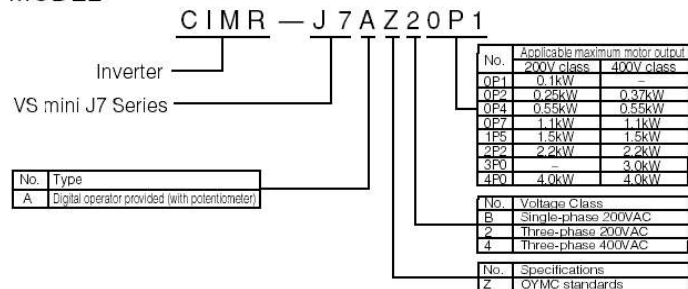 CIMR — J7AZ20P1
Inverter
VS mini J7 Series
No. Type
A Digital operator provided (with potentiometer)
No. Applicable maximum motor output
200V class 400V class
0P1 0.1kW –
0P2 0.25kW 0.37kW
0P4 0.55kW 0.55kW
0P7 1.1kW 1.1kW
1P5 1.5kW 1.5kW
2P2 2.2kW 2.2kW
3P0 – 3.0kW
4P0 4.0kW 4.0kW
No. Voltage Class
B Single-phase 200VAC
2 Three-phase 200VAC
4 Three-phase 400VAC
No. Specifications
Z OYMC standards